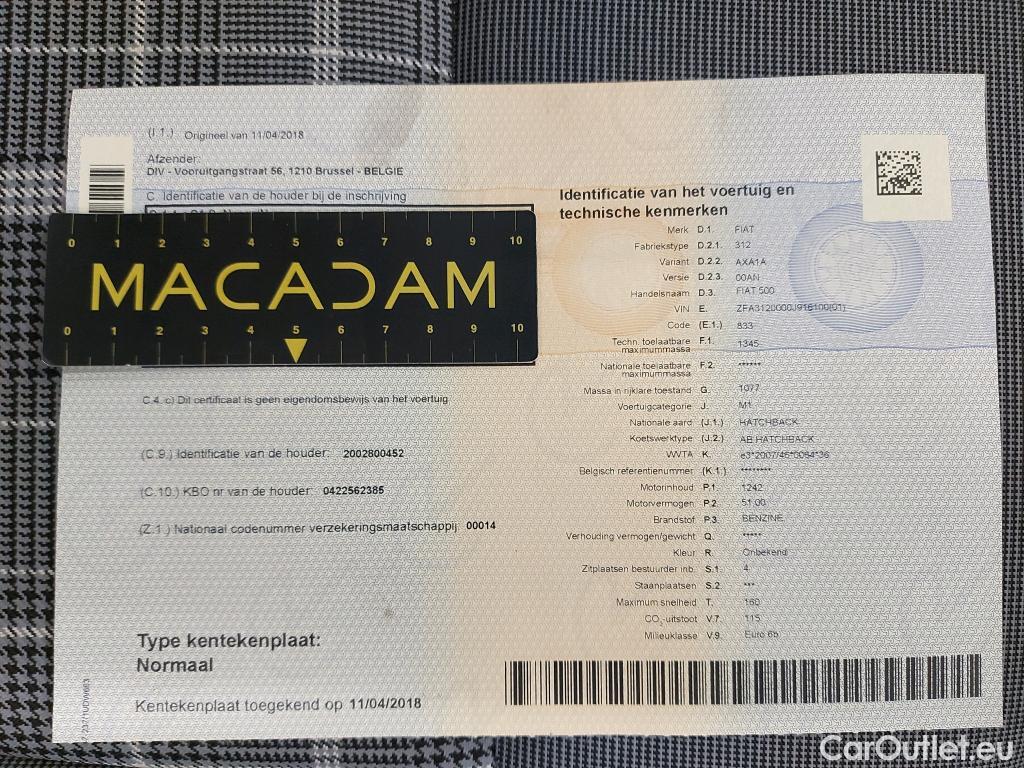 (I.1.) Origineel van 11/04/2018
Afzender:
DIV - Vooruitgangstraat 56, 1210 Brussel - BELGIE
C. Identificatie van de houder bij de inschrijving
0 1 2 3 4 5 6 7 8 9 10
MACADAM
0 1 2 3 4 5 6 7 8 9 10
C.4. c) Dit certificaat is geen eigendomsbewijs van het voertuig
(C.9.) Identificatie van de houder: 2002800452
(C.10.) KBO nr van de houder: 0422562385
(Z.1.) Nationaal codenummer verzekeringsmaatschappij: 00014
Type kentekenplaat:
Normaal
Kentekenplaat toegekend op 11/04/2018
Identificatie van het voertuig en
technische kenmerken
Merk D.1. FIAT
Fabriekstype D.2.1. 312
Variant D.2.2. AXA1A
Versie D.2.3. 00AN
Handelsnaam D.3. FIAT 500
VIN E. ZFA3120000J916100(01)
Code (E.1.) 833
Techn. toelaatbare F.1. 1345
maximummassa
Nationale toelaatbare F.2. ******
maximummassa
Massa in rijklare toestand G. 1077
Voertuigcategorie J. M1
Nationale aard (J.1.) HATCHBACK
Koetswerktype (J.2.) AB HATCHBACK
WVTA K. e3*2007/46*0064*36
Belgisch referentienummer (K.1.) ********
Motorinhoud P.1. 1242
Motorvermogen P.2. 51.00
Brandstof P.3. BENZINE
Verhouding vermogen/gewicht Q. *****
Kleur R. Onbekend
Zitplaatsen bestuurder inb. S.1. 4
Staanplaatsen S.2. ***
Maximum snelheid T. 160
CO2-uitstoot V.7. 115
Milieuklasse V.9. Euro 6b
CarOutlet.eu